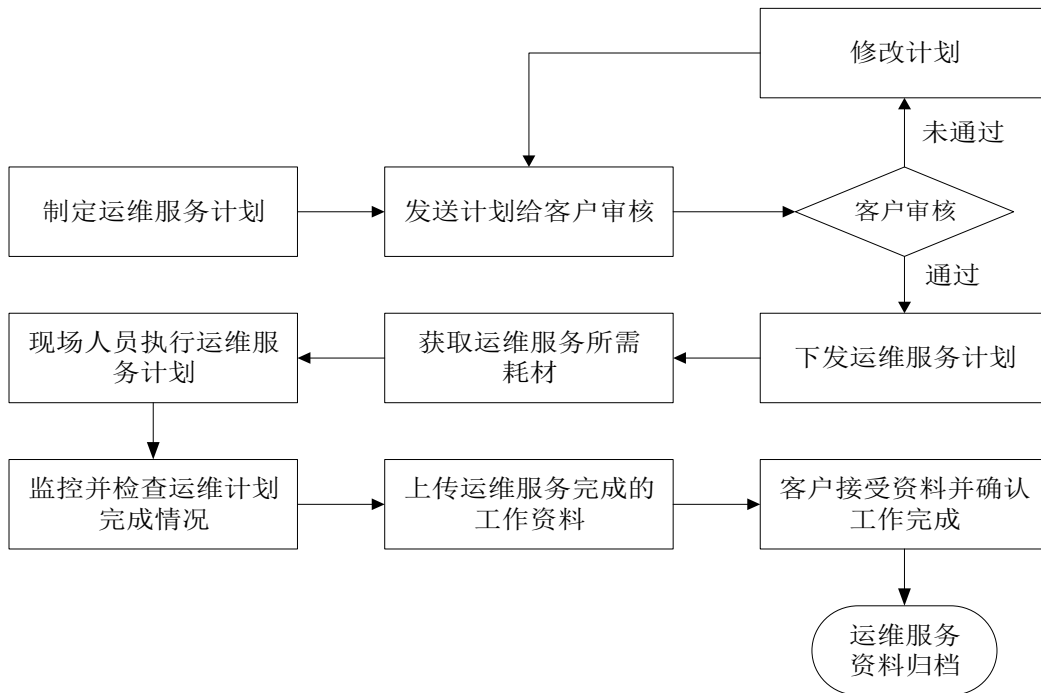 修改计划
未通过
制定运维服务计划
发送计划给客户审核
客户审核
通过
现场人员执行运维服
务计划
获取运维服务所需
耗材
下发运维服务计划
监控并检查运维计划
完成情况
上传运维服务完成的
工作资料
客户接受资料并确认
工作完成
运维服务
资料归档